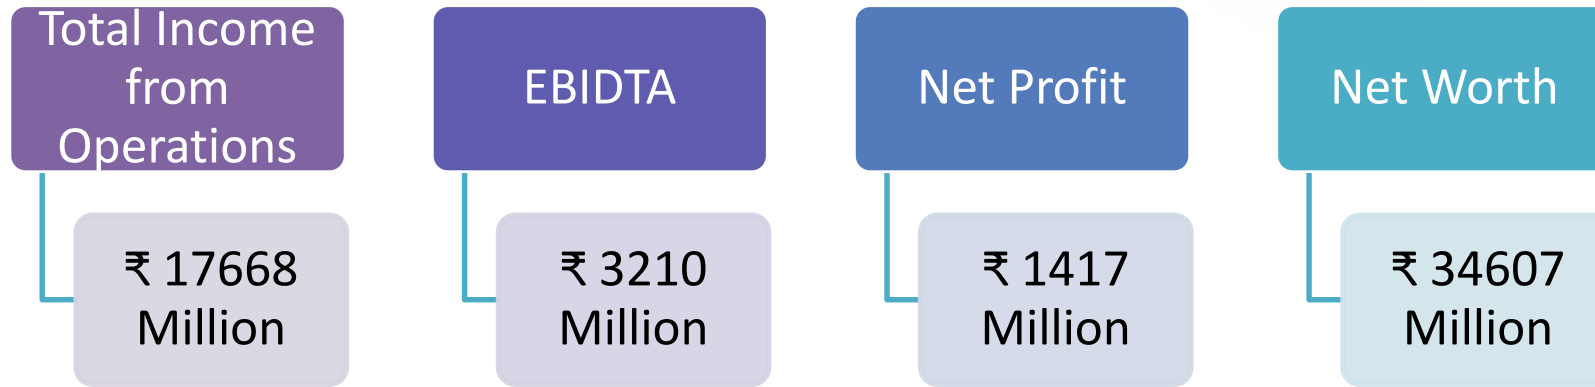 Total Income
from
Operations
₹ 17668
Million
EBIDTA
₹ 3210
Million
Net Profit
₹ 1417
Million
Net Worth
₹ 34607
Million